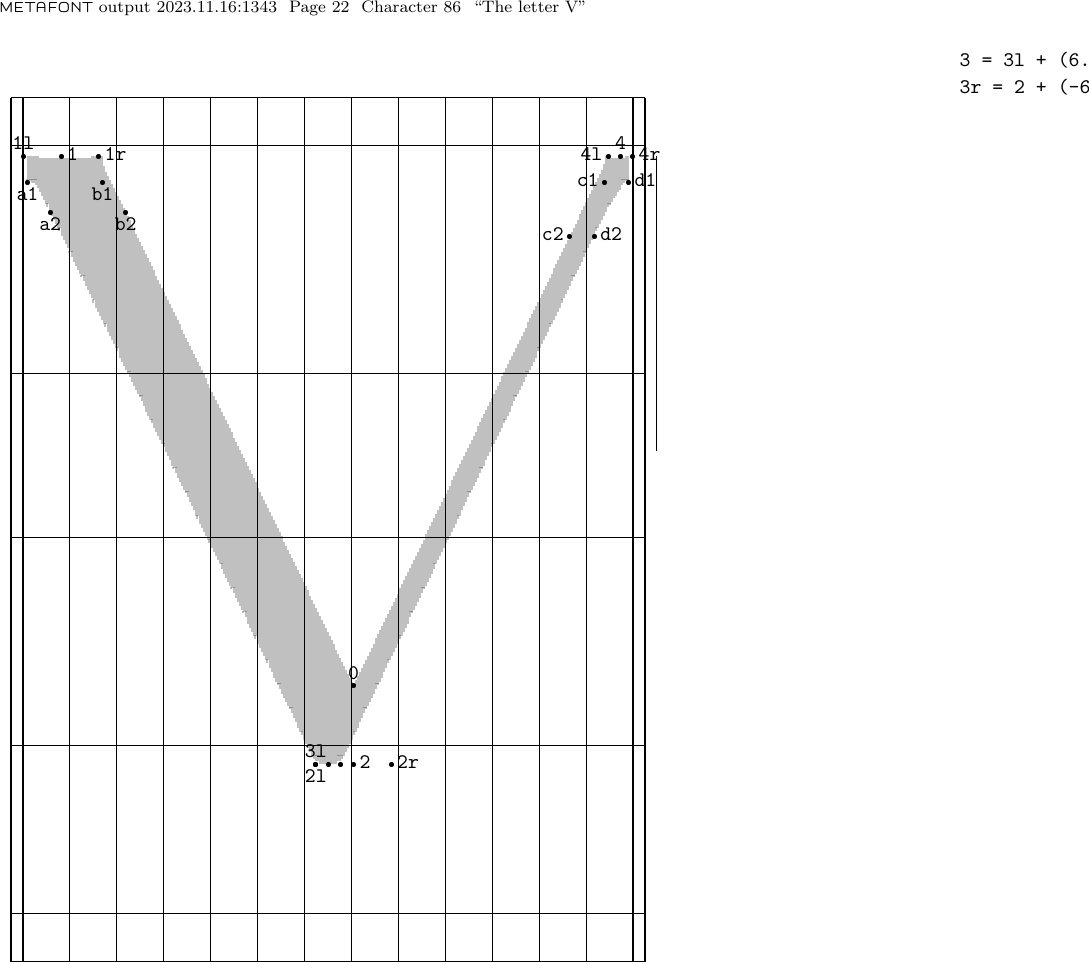 METAFONT output 2023.11.16:1343 Page 22 Character 86 “The letter V”
3 = 3l + (6.
3r = 2 + (-6
1l 1 1r 4l 4 4r
a1 b1 c1 d1
a2 b2 c2 d2
0
3l
2l 2 2r